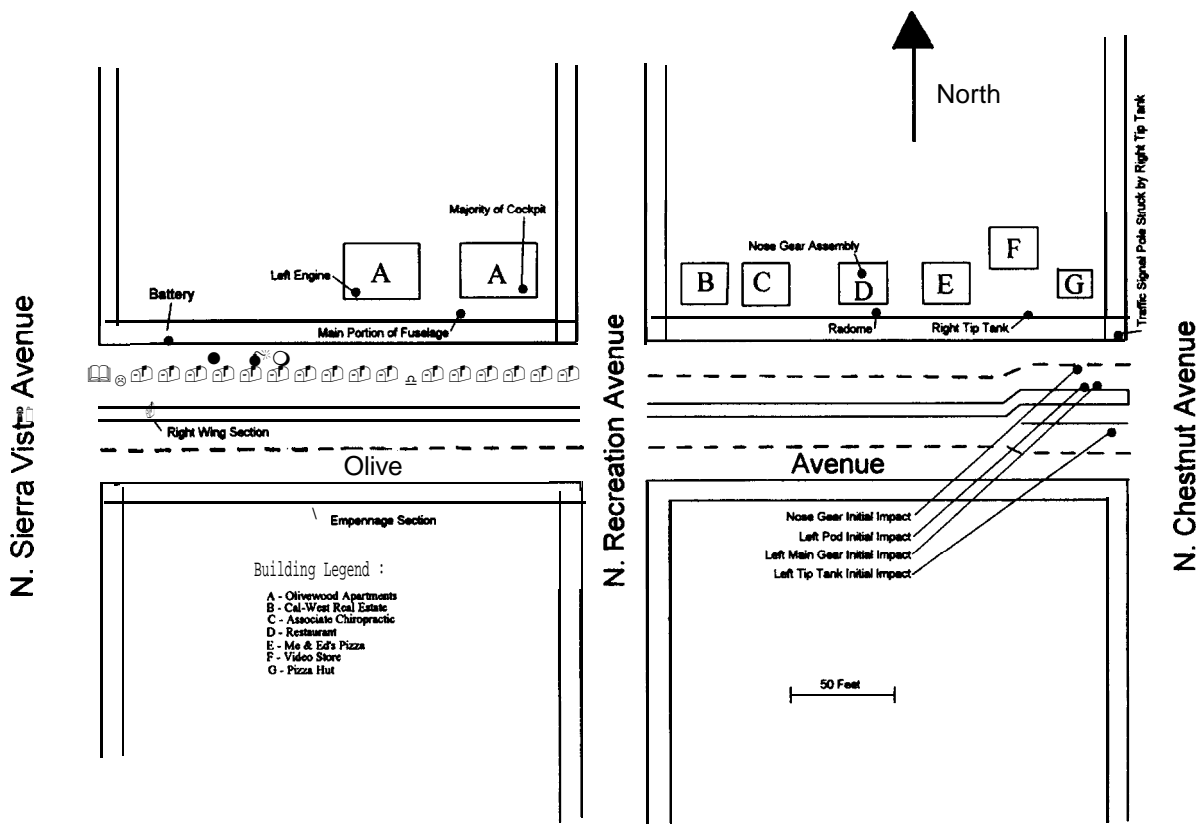 North
Traffic Signal Pole Struck by Right Tip Tank
Majority of Cockpit
Nose Gear Assembly
F
Left Engine
A
A
B
C
D
E
G
Battery
Main Portion of Fuselage
Radome
Right Tip Tank
N. Sierra Vist Avenue
N. Recreation Avenue
N. Chestnut Avenue
Right Wing Section
Olive
Avenue
Empennage Section
Nose Gear Initial Impact
Left Pod Initial Impact
Left Main Gear Initial Impact
Left Tip Tank Initial Impact
Building Legend :
A - Olivewood Apartments
B - Cal-West Real Estate
C - Associate Chiropractic
D - Restaurant
E - Me & Ed's Pizza
F - Video Store
G - Pizza Hut
50 Feet